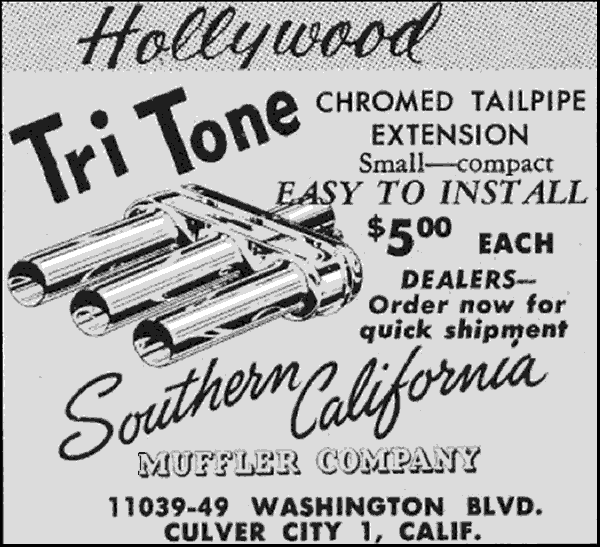 Hollywood
Tri Tone
CHROMED TAILPIPE
EXTENSION
Small—compact
EASY TO INSTALL
$5.00 EACH
DEALERS—
Order now for
quick shipment
Southern California
MUFFLER COMPANY
11039-49 WASHINGTON BLVD.
CULVER CITY 1, CALIF.